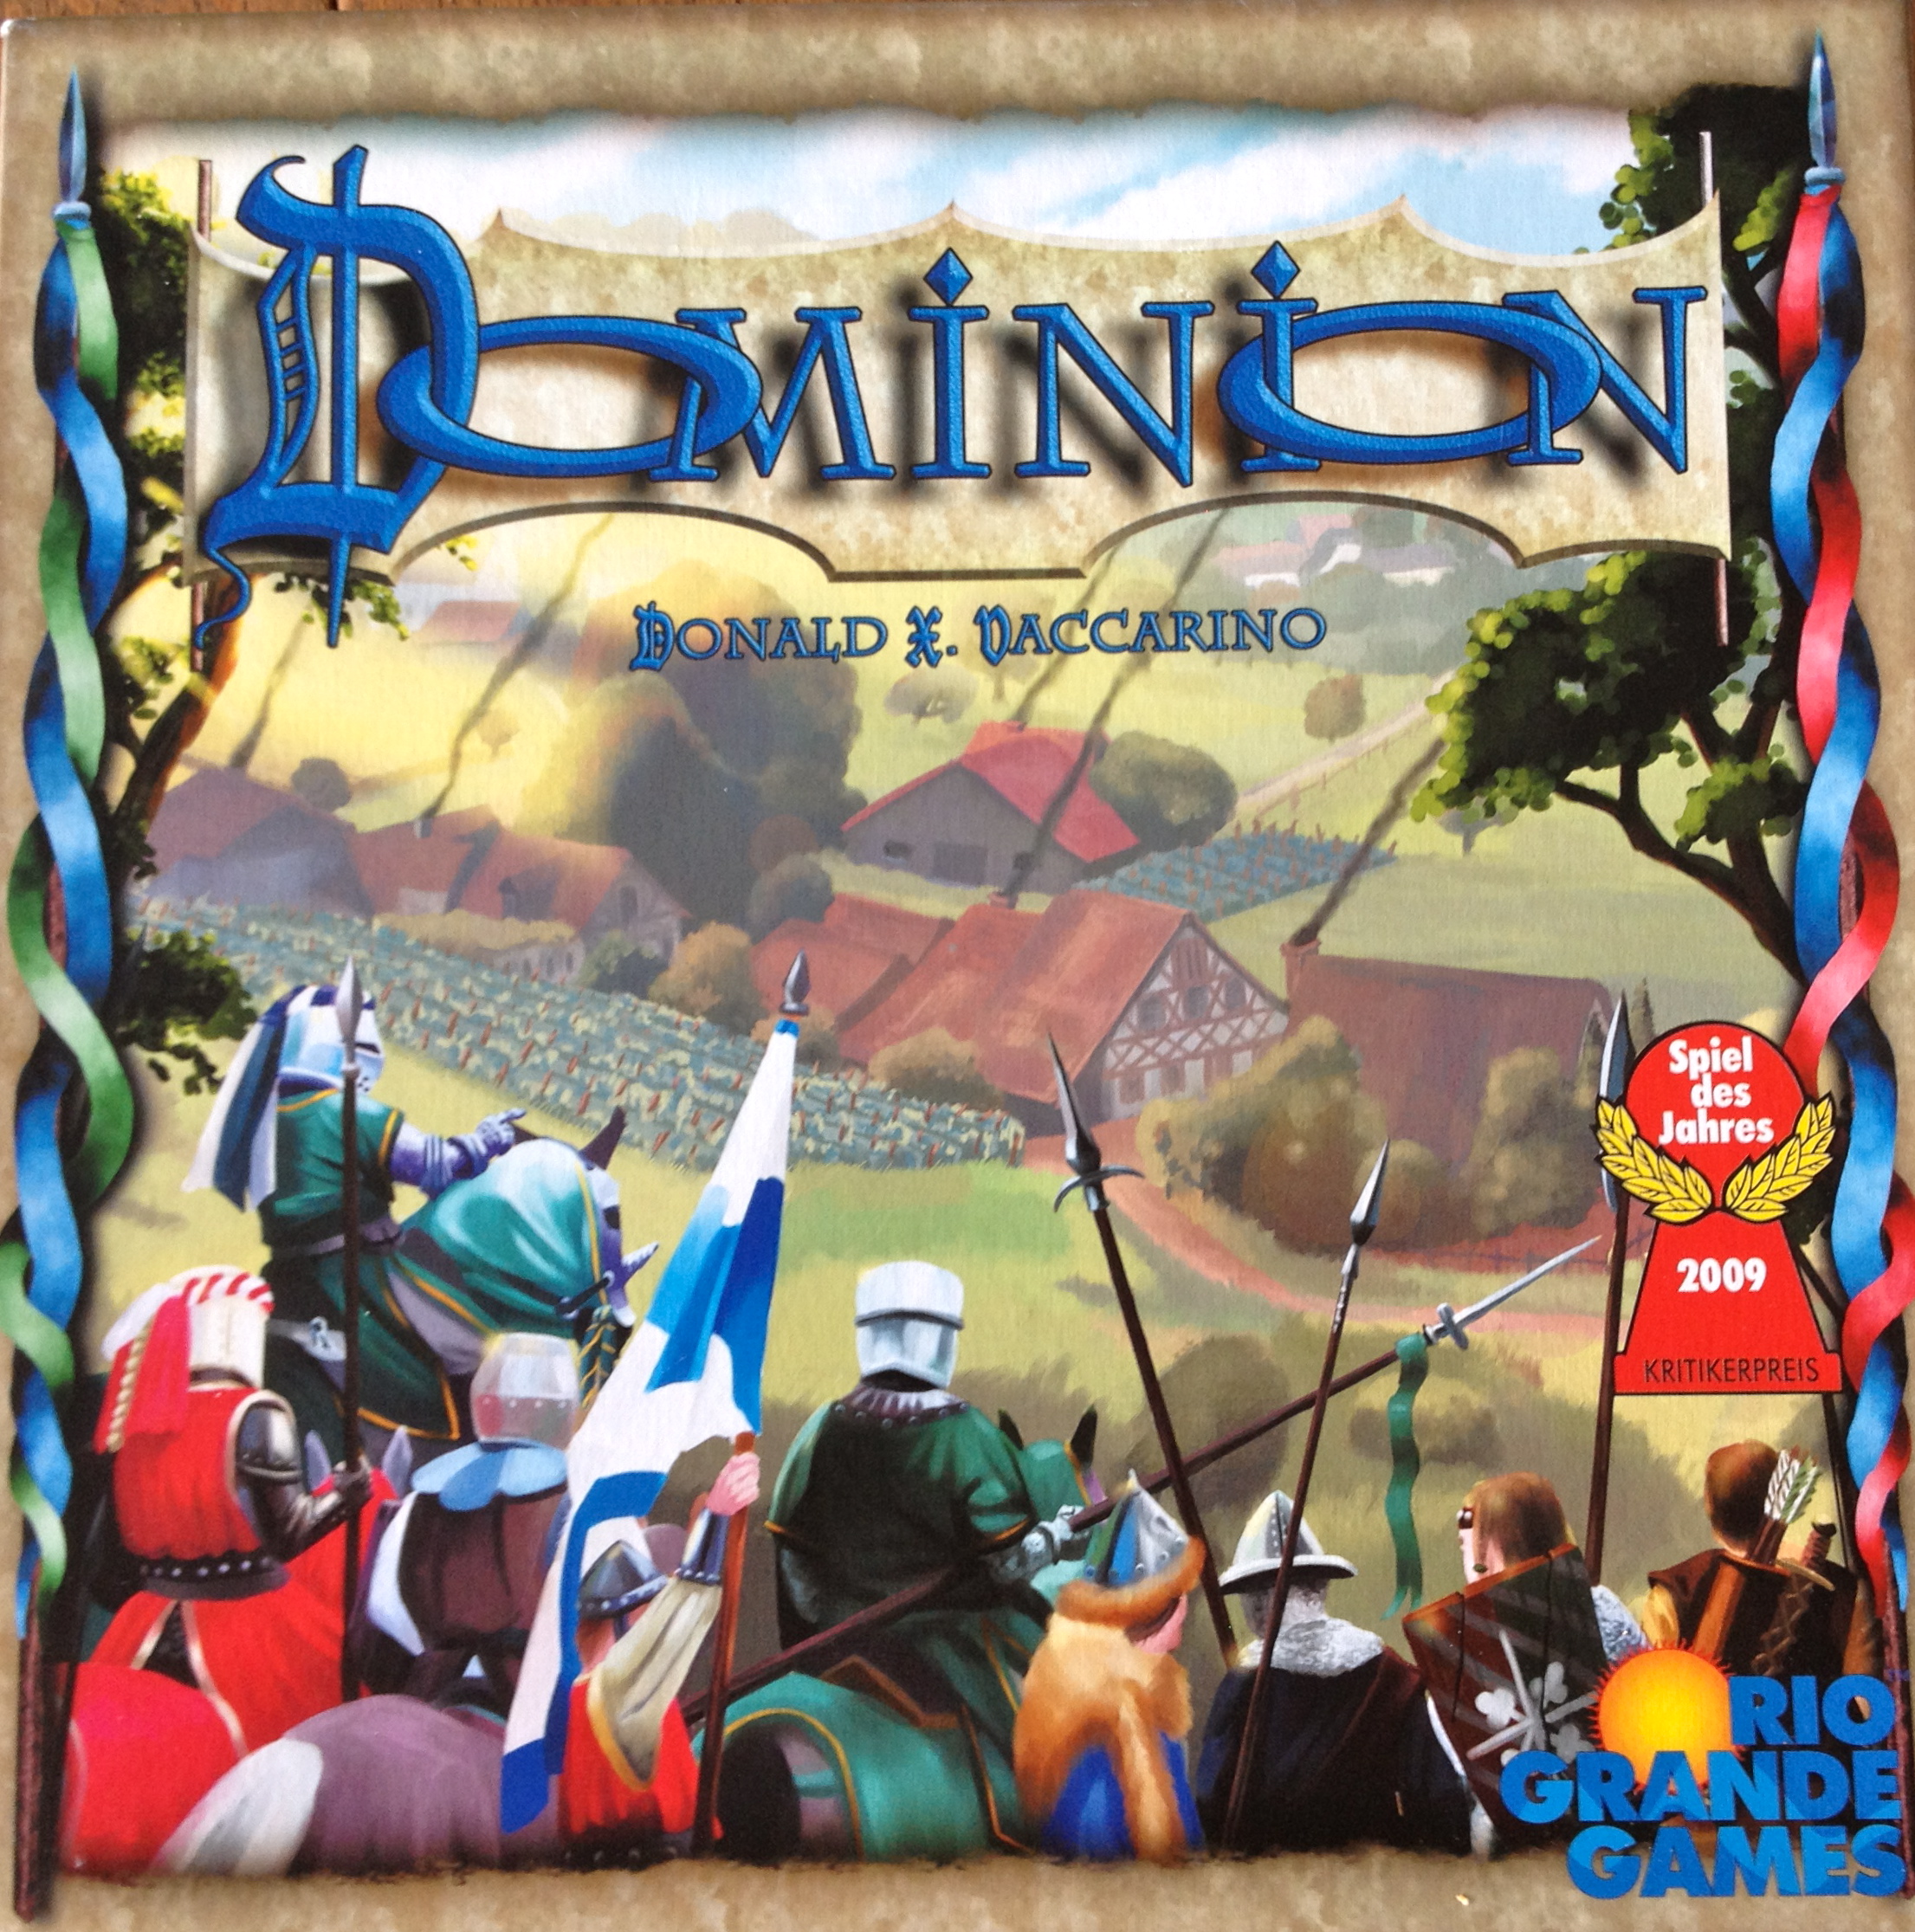 Dominion
Donald X. Vaccarino
Spiel
des
Jahres
2009
KRITIKERPREIS
RIO
GRANDE
GAMES